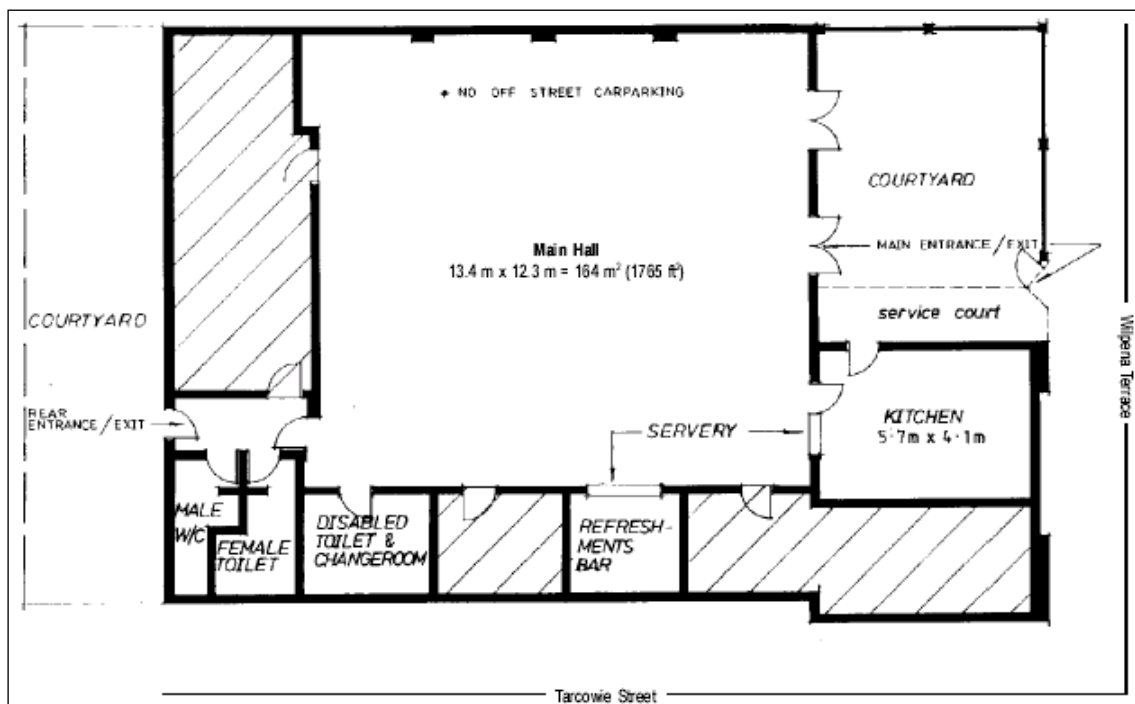 + NO OFF STREET CARPARKING
COURTYARD
Main Hall
13.4 m x 12.3 m = 164 m² (1765 ft²)
MAIN ENTRANCE/EXIT
COURTYARD
service court
Wilpena Terrace
REAR
ENTRANCE/EXIT
SERVERY
KITCHEN
5·7m x 4·1m
MALE
W/C
FEMALE
TOILET
DISABLED
TOILET &
CHANGEROOM
REFRESH-
MENTS
BAR
Tarcowie Street